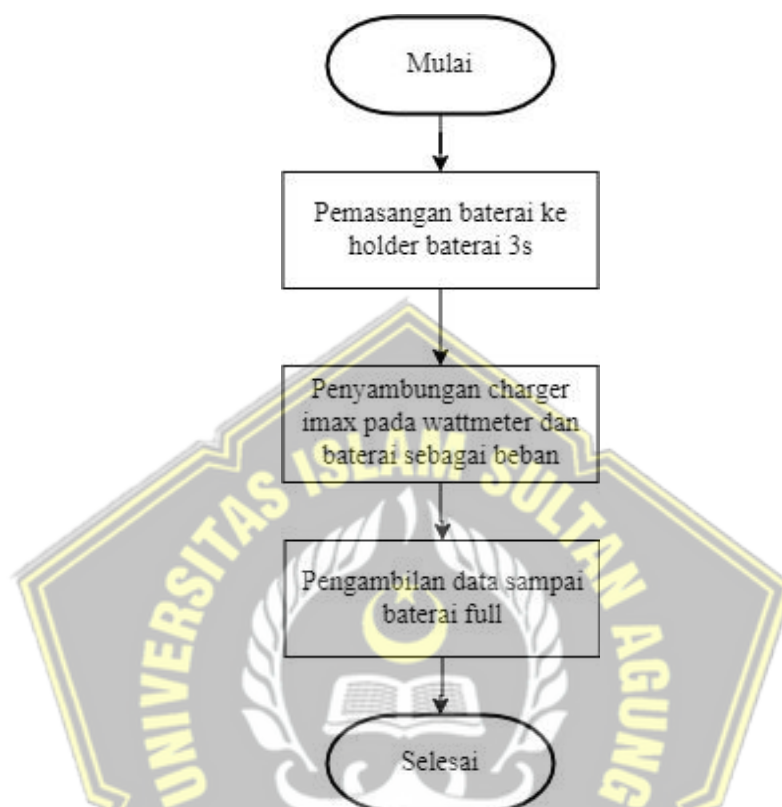 Mulai
Pemasangan baterai ke
holder baterai 3s
Penyambungan charger
imax pada wattmeter dan
baterai sebagai beban
Pengambilan data sampai
baterai full
Selesai
UNIVERSITAS ISLAM SULTAN AGUNG